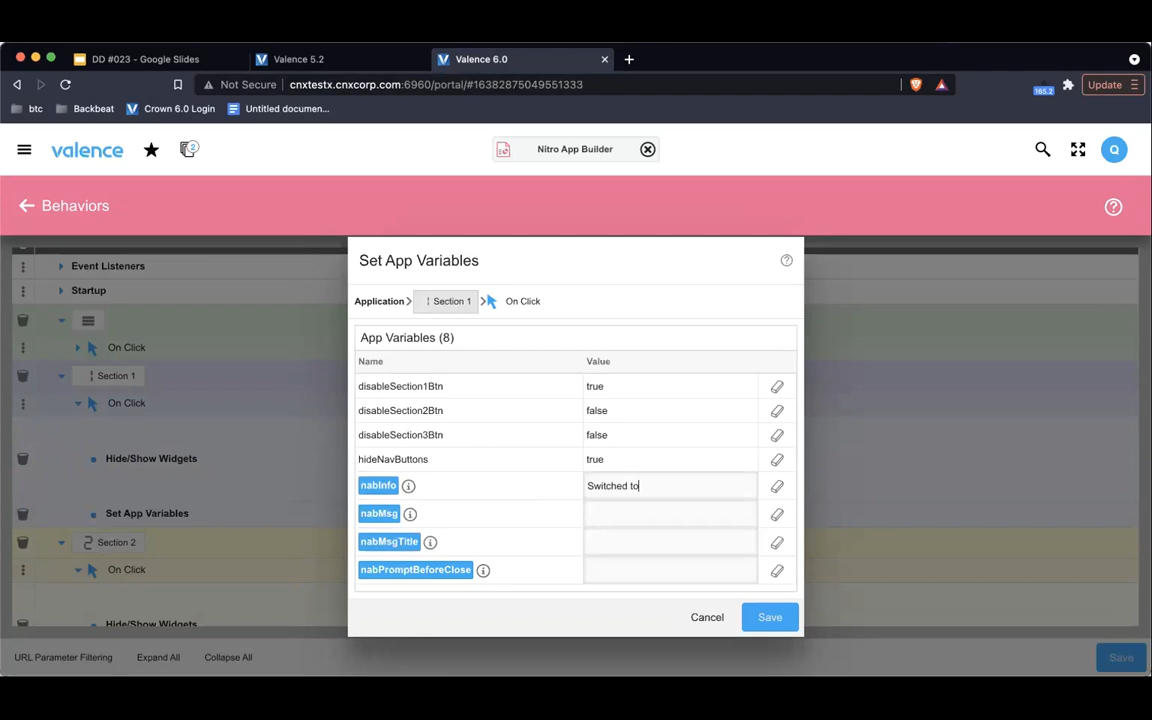 DD #023 - Google Slides
Valence 5.2
Valence 6.0
Not Secure
cnxtestx.cnxcorp.com:6960/portal/#16382875049551333
165.2
Update
btc
Backbeat
Crown 6.0 Login
Untitled documen...
valence
2
Nitro App Builder
Q
Behaviors
Event Listeners
Startup
On Click
Section 1
On Click
Hide/Show Widgets
Set App Variables
Section 2
On Click
Hide/Show Widgets
Set App Variables
Application
Section 1
On Click
App Variables (8)
Name Value
disableSection1Btn true
disableSection2Btn false
disableSection3Btn false
hideNavButtons true
nabInfo Switched to
nabMsg
nabMsgTitle
nabPromptBeforeClose
Cancel Save
URL Parameter Filtering Expand All Collapse All Save